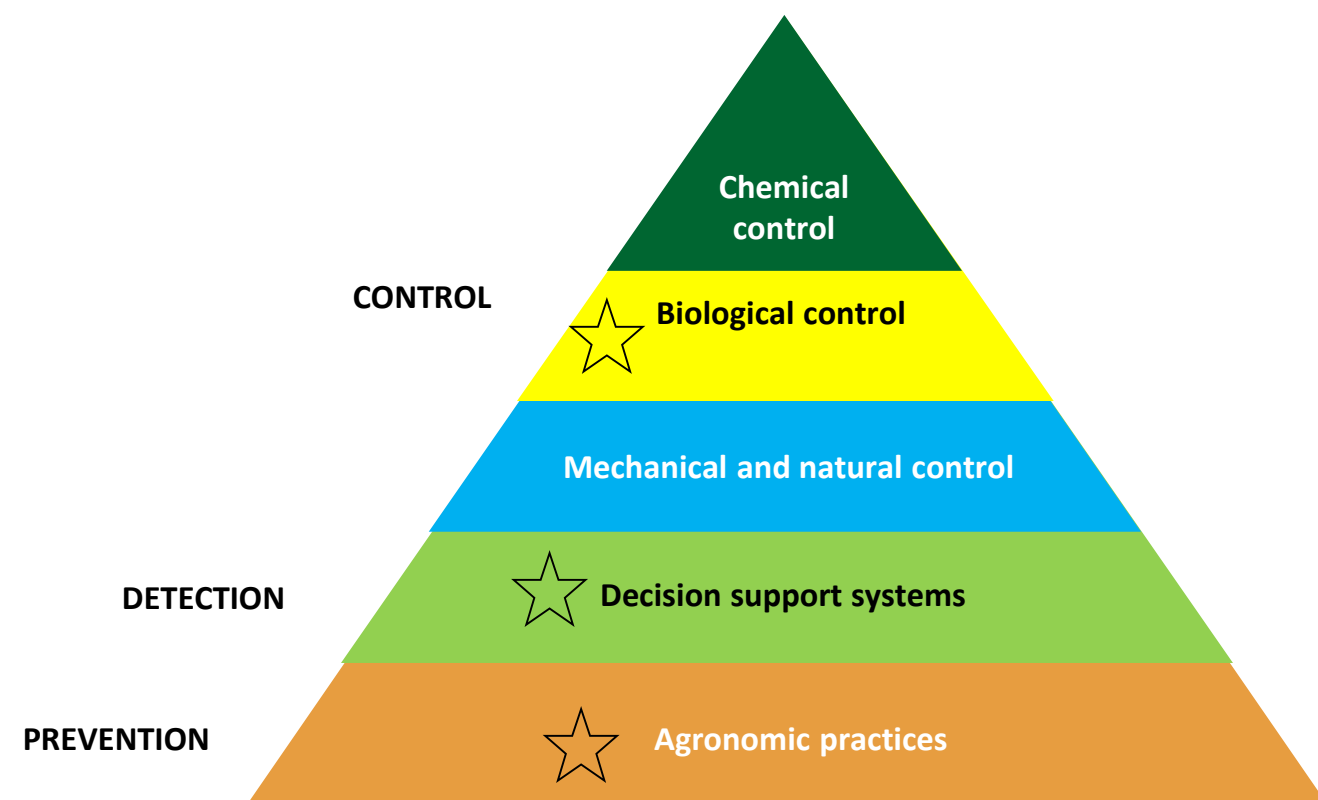 Chemical
control
CONTROL
Biological control
Mechanical and natural control
DETECTION
Decision support systems
PREVENTION
Agronomic practices